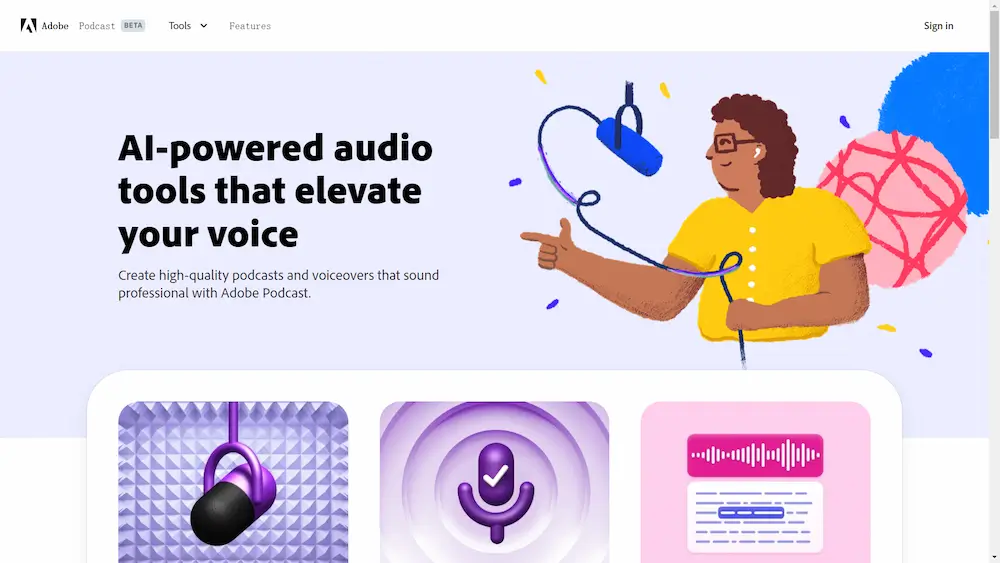 Adobe Podcast BETA Tools Features Sign in
AI-powered audio
tools that elevate
your voice
Create high-quality podcasts and voiceovers that sound
professional with Adobe Podcast.